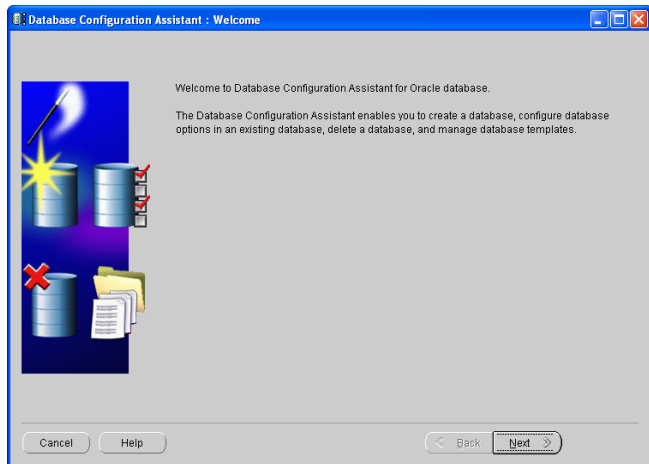 Database Configuration Assistant : Welcome
Welcome to Database Configuration Assistant for Oracle database.
The Database Configuration Assistant enables you to create a database, configure database
options in an existing database, delete a database, and manage database templates.
Cancel Help Back Next